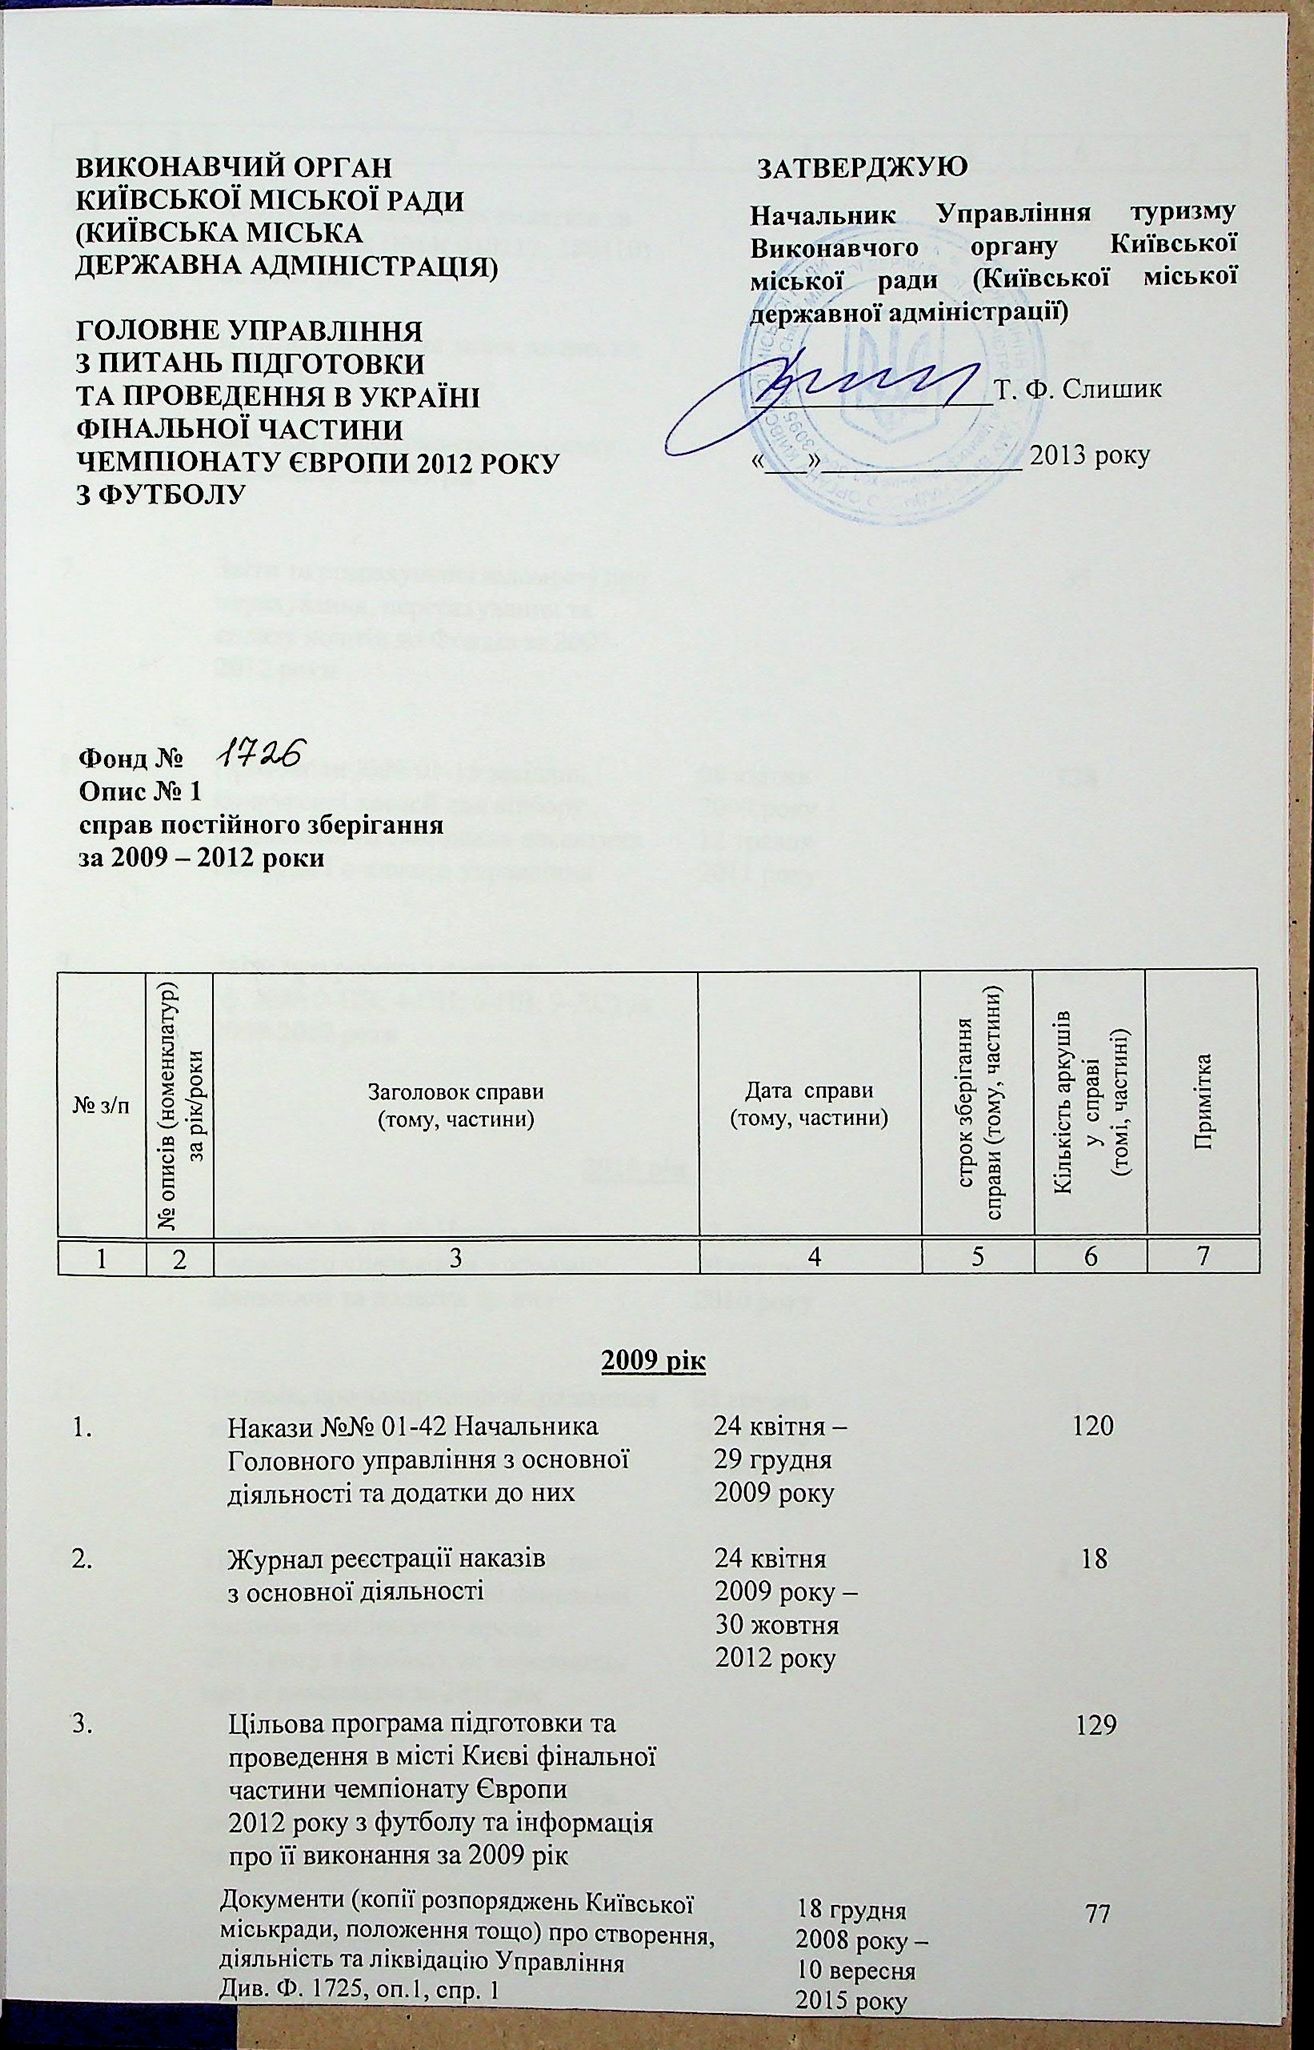 ВИКОНАВЧИЙ ОРГАН
КИЇВСЬКОЇ МІСЬКОЇ РАДИ
(КИЇВСЬКА МІСЬКА
ДЕРЖАВНА АДМІНІСТРАЦІЯ)
ГОЛОВНЕ УПРАВЛІННЯ
З ПИТАНЬ ПІДГОТОВКИ
ТА ПРОВЕДЕННЯ В УКРАЇНІ
ФІНАЛЬНОЇ ЧАСТИНИ
ЧЕМПІОНАТУ ЄВРОПИ 2012 РОКУ
З ФУТБОЛУ
ЗАТВЕРДЖУЮ
Начальник Управління туризму
Виконавчого органу Київської
міської ради (Київської міської
державної адміністрації)
Т. Ф. Слишик
«___»______________ 2013 року
Фонд № 1726
Опис № 1
справ постійного зберігання
за 2009 – 2012 роки
№ з/п
№ описів (номенклатур)
за рік/роки
Заголовок справи
(тому, частини)
Дата справи
(тому, частини)
строк зберігання
справи (тому, частини)
Кількість аркушів
у справі
(томі, частині)
Примітка
1 2 3 4 5 6 7
2009 рік
1. Накази №№ 01-42 Начальника 24 квітня – 120
Головного управління з основної 29 грудня
діяльності та додатки до них 2009 року
2. Журнал реєстрації наказів 24 квітня 18
з основної діяльності 2009 року –
30 жовтня
2012 року
3. Цільова програма підготовки та 129
проведення в місті Києві фінальної
частини чемпіонату Європи
2012 року з футболу та інформація
про її виконання за 2009 рік
Документи (копії розпоряджень Київської 18 грудня 77
міськради, положення тощо) про створення, 2008 року –
діяльність та ліквідацію Управління 10 вересня
Див. Ф. 1725, оп.1, спр. 1 2015 року